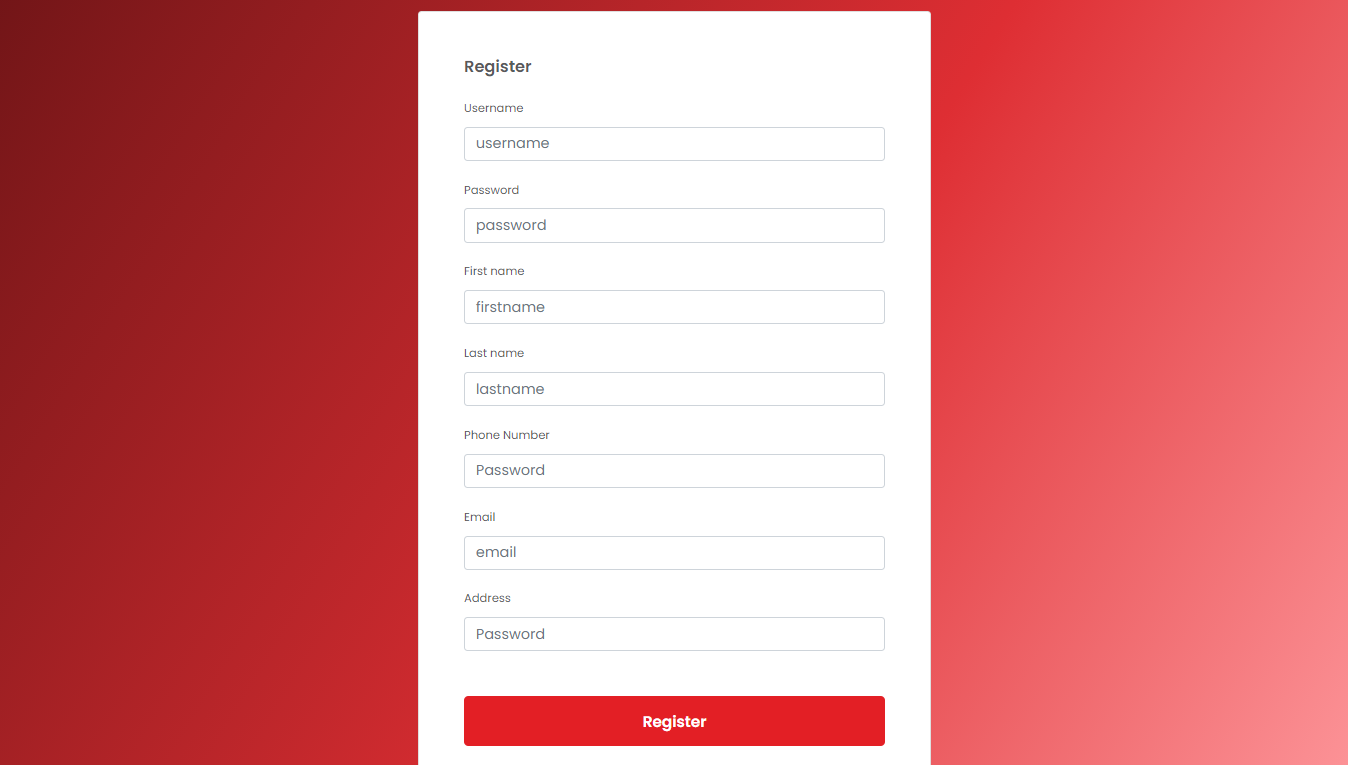 Register
Username
username
Password
password
First name
firstname
Last name
lastname
Phone Number
Password
Email
email
Address
Password
Register